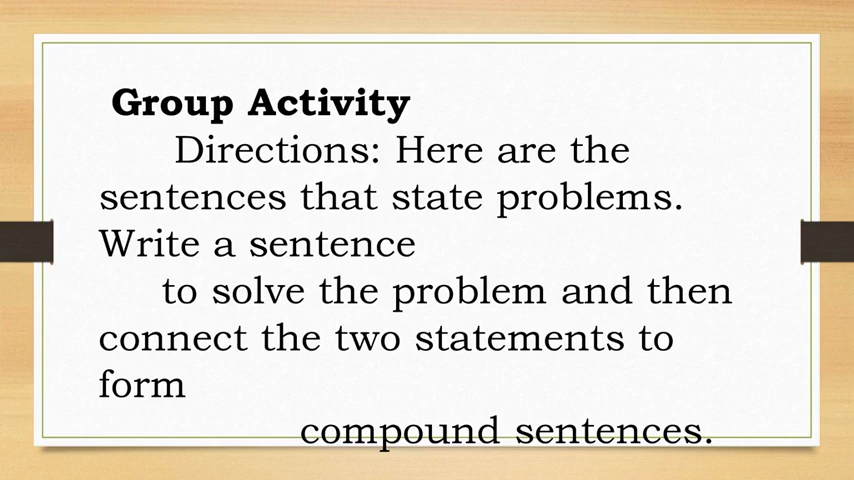 Group Activity
Directions: Here are the
sentences that state problems.
Write a sentence
to solve the problem and then
connect the two statements to
form
compound sentences.